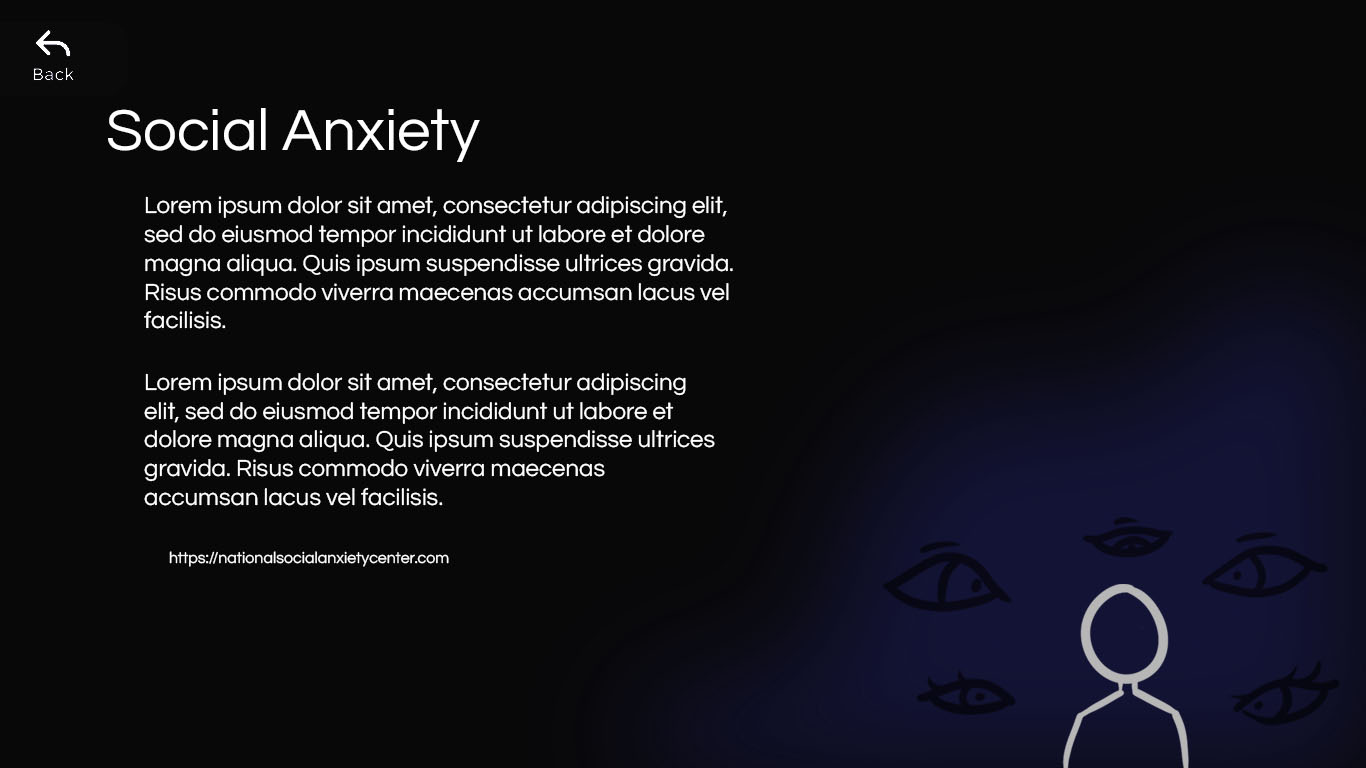 Back
Social Anxiety
Lorem ipsum dolor sit amet, consectetur adipiscing elit,
sed do eiusmod tempor incididunt ut labore et dolore
magna aliqua. Quis ipsum suspendisse ultrices gravida.
Risus commodo viverra maecenas accumsan lacus vel
facilisis.
Lorem ipsum dolor sit amet, consectetur adipiscing
elit, sed do eiusmod tempor incididunt ut labore et
dolore magna aliqua. Quis ipsum suspendisse ultrices
gravida. Risus commodo viverra maecenas
accumsan lacus vel facilisis.
https://nationalsocialanxietycenter.com